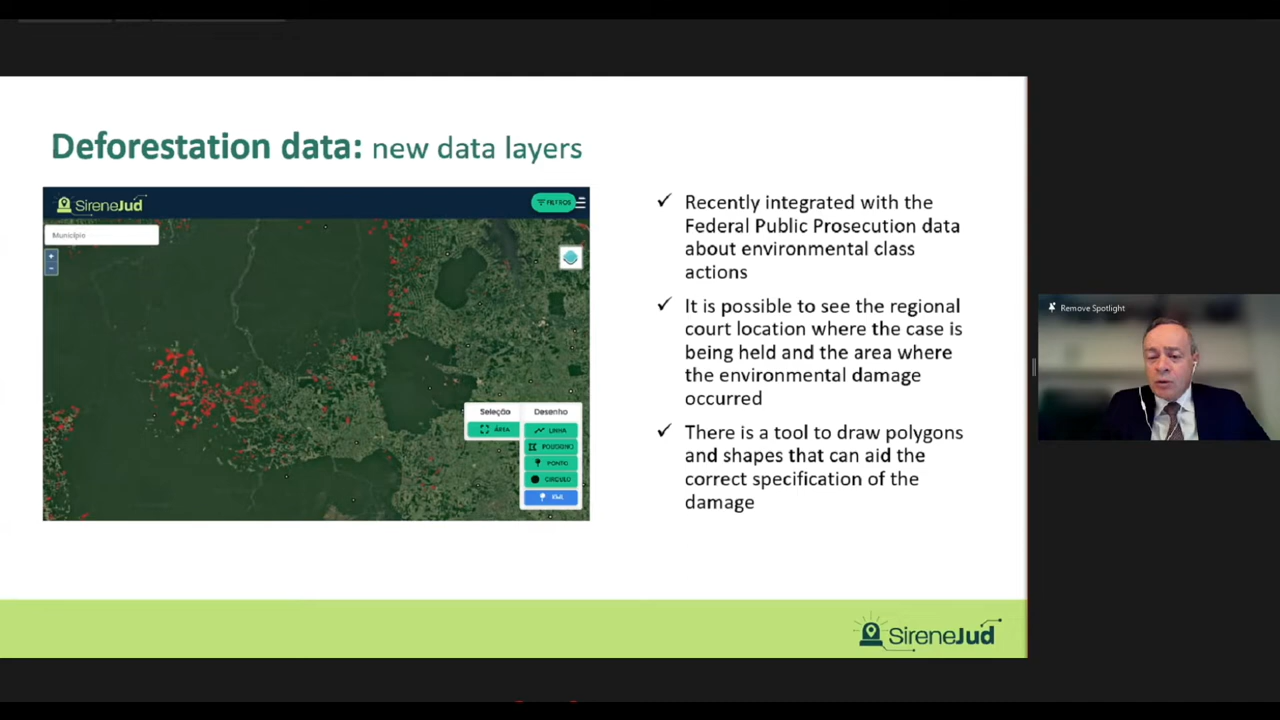 Deforestation data: new data layers
SireneJud
FILTROS
Município
+
-
Seleção
Desenho
ÁREA
LINHA
POLÍGONO
PONTO
CÍRCULO
KML
✓ Recently integrated with the
Federal Public Prosecution data
about environmental class
actions
✓ It is possible to see the regional
court location where the case is
being held and the area where
the environmental damage
occurred
✓ There is a tool to draw polygons
and shapes that can aid the
correct specification of the
damage
Remove Spotlight
SireneJud